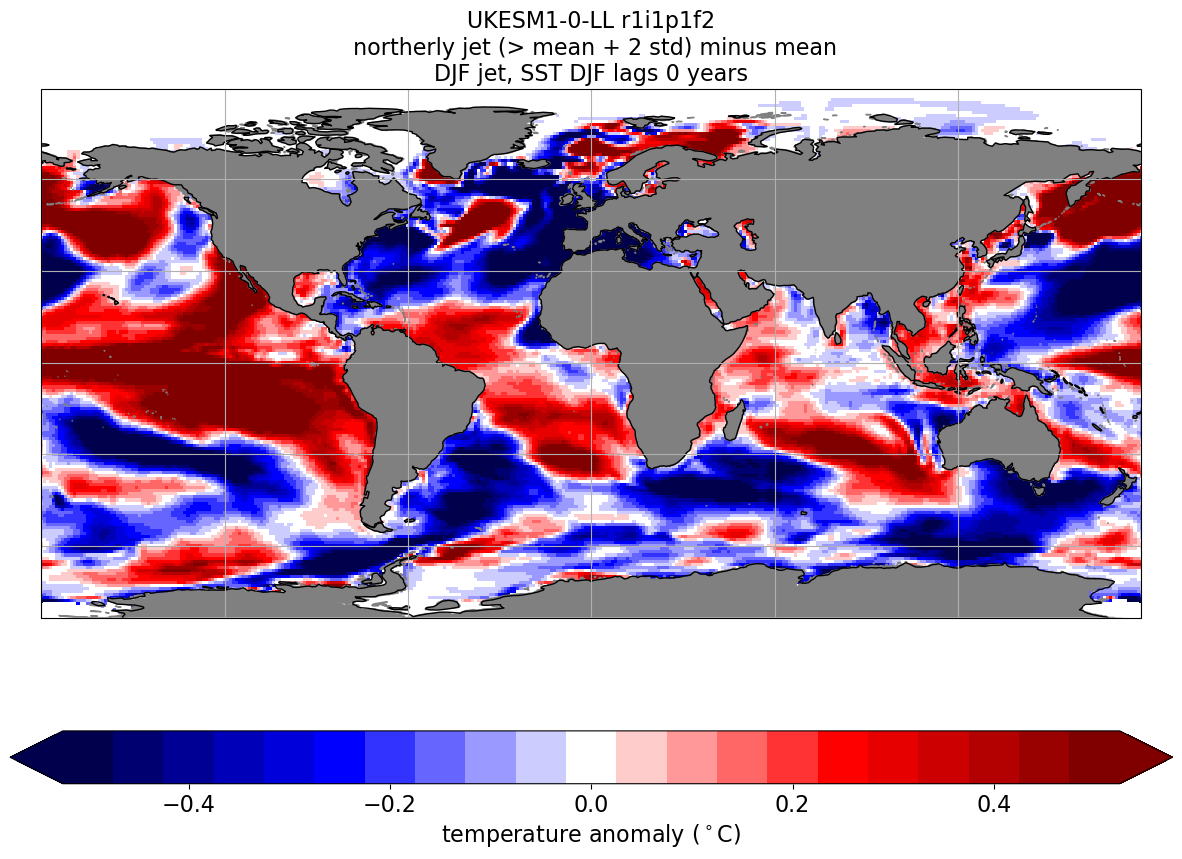 UKESM1-0-LL r1i1p1f2
northerly jet (> mean + 2 std) minus mean
DJF jet, SST DJF lags 0 years
−0.4 −0.2 0.0 0.2 0.4
temperature anomaly (°C)